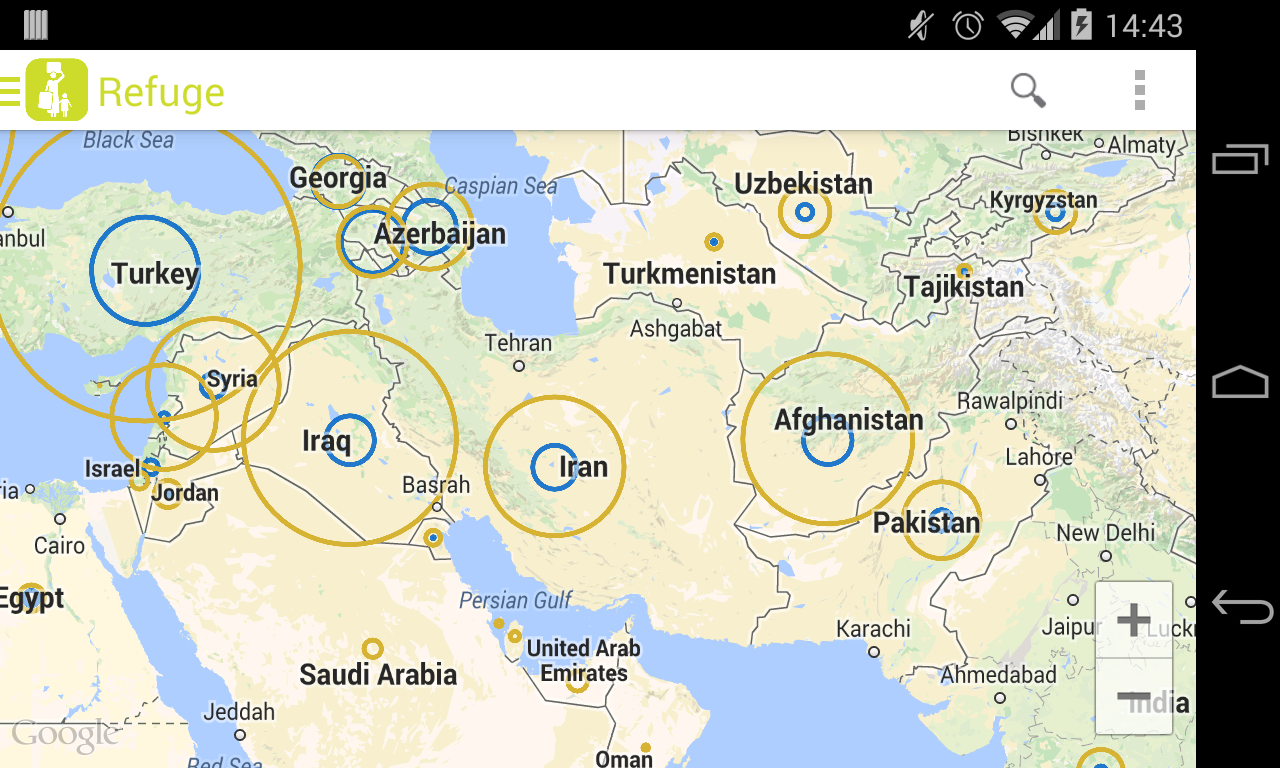 14:43
Refuge
Black Sea
Bishkek
Almaty
Georgia
Caspian Sea
Uzbekistan
Kyrgyzstan
anbul
Azerbaijan
Turkey
Turkmenistan
Tajikistan
Ashgabat
Tehran
Syria
Rawalpindi
Afghanistan
Iraq
Lahore
Israel
Iran
Basrah
ria
Jordan
Pakistan
New Delhi
Cairo
Egypt
Persian Gulf
Karachi
Jaipur
Luckr
United Arab
Emirates
Saudi Arabia
Ahmedabad
India
Jeddah
Google
Oman
Red Sea